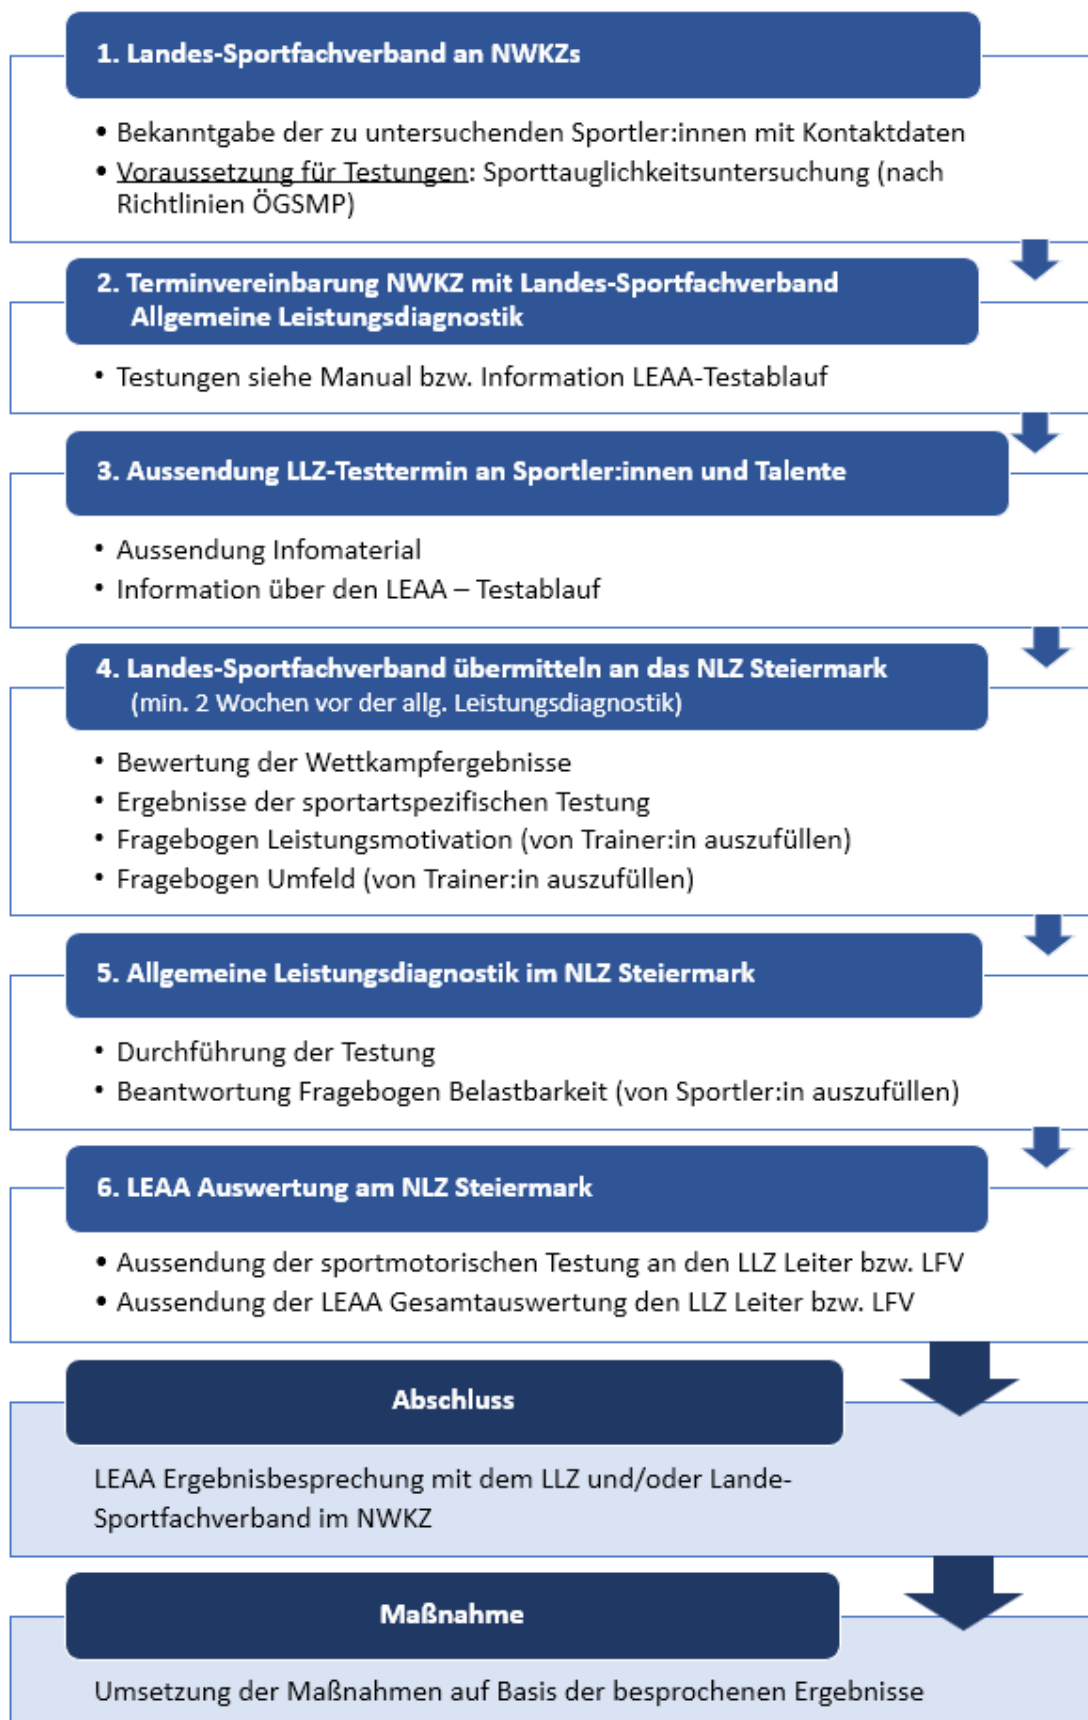 1. Landes-Sportfachverband an NWKZs
• Bekanntgabe der zu untersuchenden Sportler:innen mit Kontaktdaten
• Voraussetzung für Testungen: Sporttauglichkeitsuntersuchung (nach
Richtlinien ÖGSMP)
2. Terminvereinbarung NWKZ mit Landes-Sportfachverband
Allgemeine Leistungsdiagnostik
• Testungen siehe Manual bzw. Information LEAA-Testablauf
3. Aussendung LLZ-Testtermin an Sportler:innen und Talente
• Aussendung Infomaterial
• Information über den LEAA – Testablauf
4. Landes-Sportfachverband übermitteln an das NLZ Steiermark
(min. 2 Wochen vor der allg. Leistungsdiagnostik)
• Bewertung der Wettkampfergebnisse
• Ergebnisse der sportartspezifischen Testung
• Fragebogen Leistungsmotivation (von Trainer:in auszufüllen)
• Fragebogen Umfeld (von Trainer:in auszufüllen)
5. Allgemeine Leistungsdiagnostik im NLZ Steiermark
• Durchführung der Testung
• Beantwortung Fragebogen Belastbarkeit (von Sportler:in auszufüllen)
6. LEAA Auswertung am NLZ Steiermark
• Aussendung der sportmotorischen Testung an den LLZ Leiter bzw. LFV
• Aussendung der LEAA Gesamtauswertung den LLZ Leiter bzw. LFV
Abschluss
LEAA Ergebnisbesprechung mit dem LLZ und/oder Lande-
Sportfachverband im NWKZ
Maßnahme
Umsetzung der Maßnahmen auf Basis der besprochenen Ergebnisse